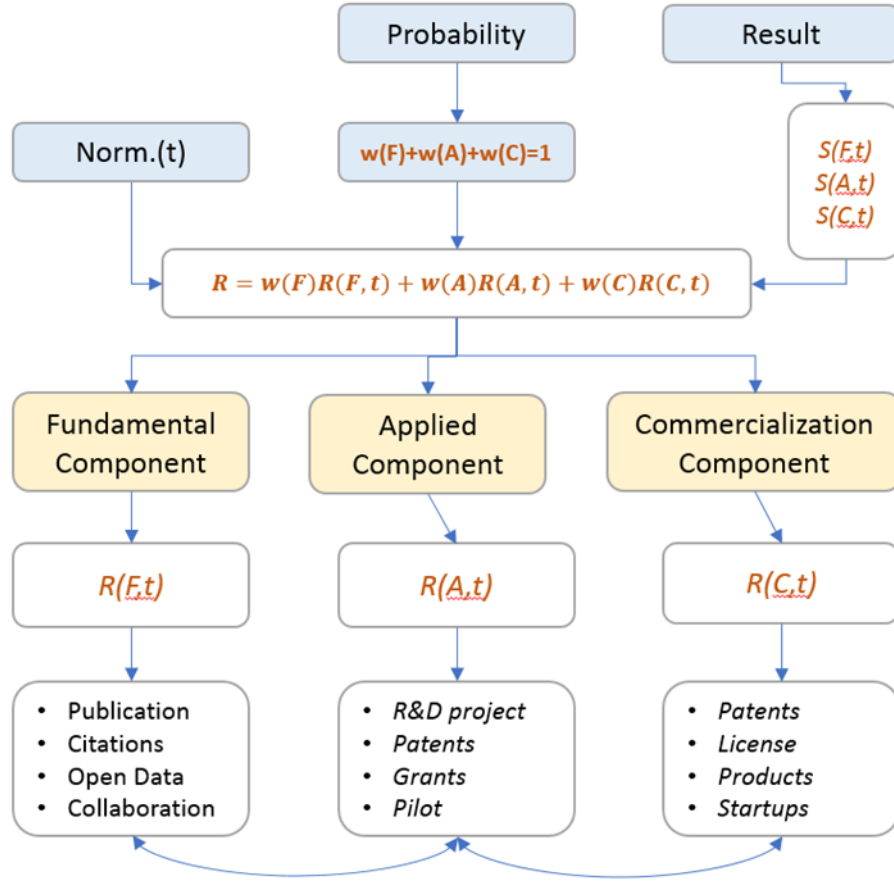 Probability
Result
Norm.(t)
w(F)+w(A)+w(C)=1
S(F,t)
S(A,t)
S(C,t)
R = w(F)R(F, t) + w(A)R(A, t) + w(C)R(C, t)
Fundamental
Component
Applied
Component
Commercialization
Component
R(F,t)
R(A,t)
R(C,t)
• Publication
• Citations
• Open Data
• Collaboration
• R&D project
• Patents
• Grants
• Pilot
• Patents
• License
• Products
• Startups